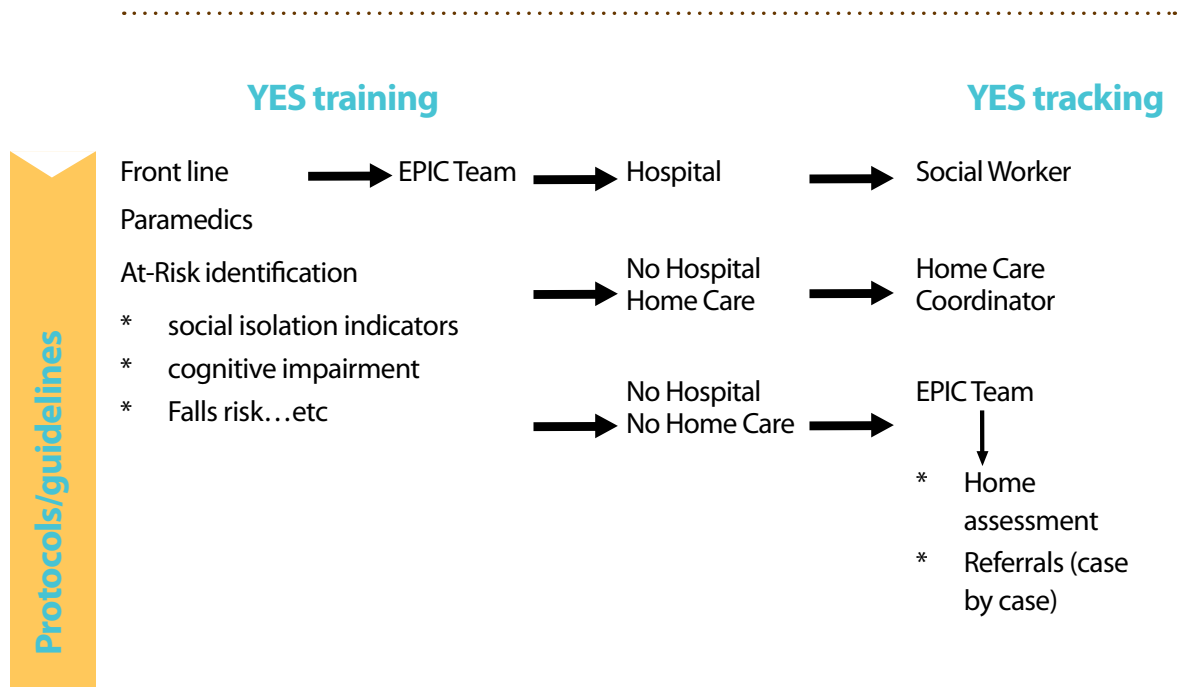 YES training
YES tracking
Protocols/guidelines
Front line
EPIC Team
Hospital
Social Worker
Paramedics
At-Risk identification
* social isolation indicators
* cognitive impairment
* Falls risk…etc
No Hospital
Home Care
Home Care
Coordinator
No Hospital
No Home Care
EPIC Team
* Home
assessment
* Referrals (case
by case)